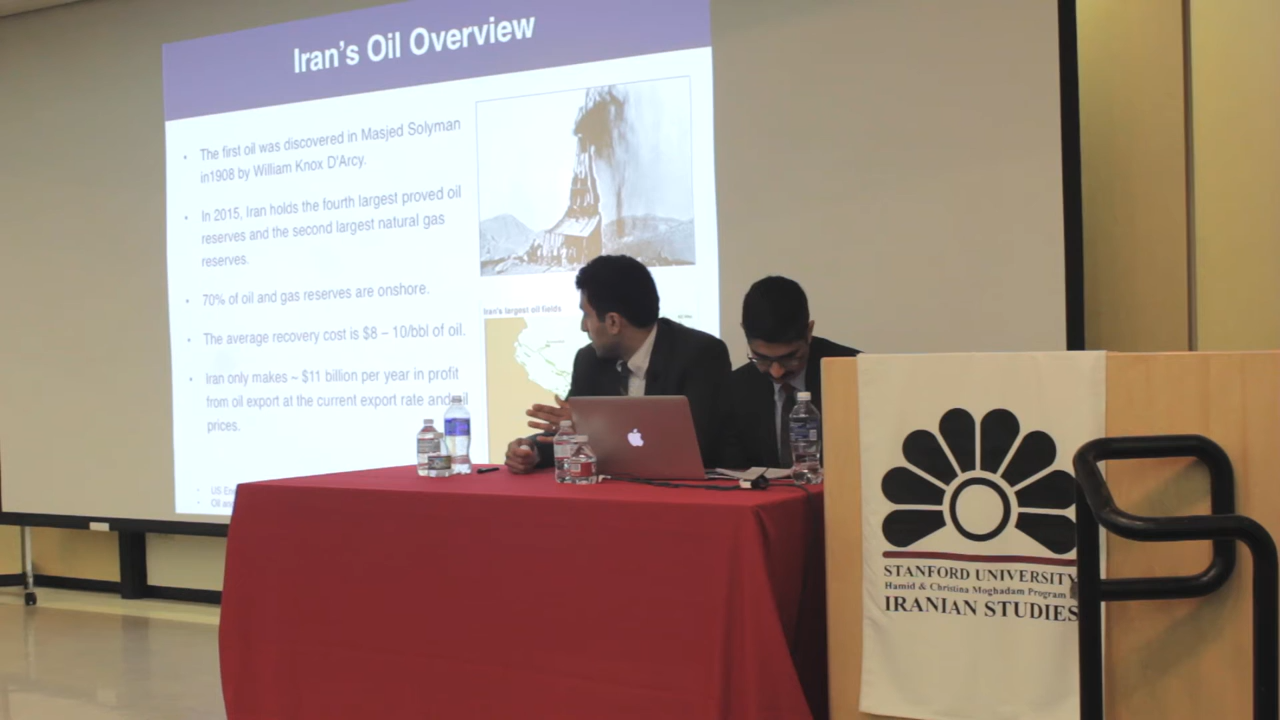 Iran's Oil Overview
• The first oil was discovered in Masjed Solyman
in1908 by William Knox D'Arcy.
• In 2015, Iran holds the fourth largest proved oil
reserves and the second largest natural gas
reserves.
• 70% of oil and gas reserves are onshore.
• The average recovery cost is $8 – 10/bbl of oil.
• Iran only makes ~ $11 billion per year in profit
from oil export at the current export rate and
prices.
Iran's largest oil fields
• US
• Oil
STANFORD UNIVERSITY
Hamid & Christina Moghadam Program
IRANIAN STUDIES